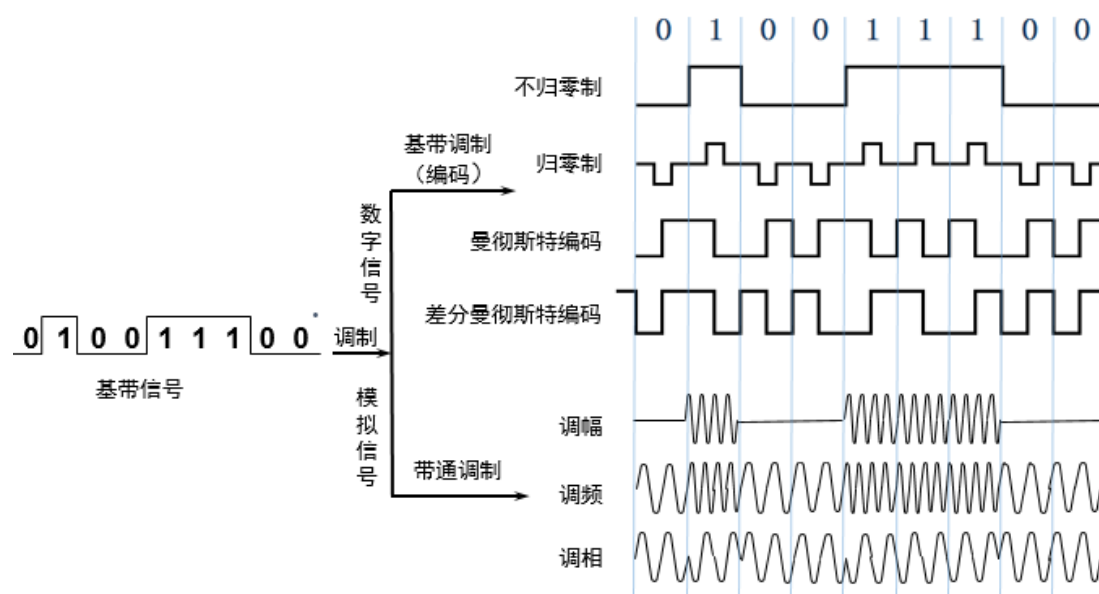 0 1 0 0 1 1 1 0 0
不归零制
基带调制
（编码）
归零制
数字信号
曼彻斯特编码
差分曼彻斯特编码
0 1 0 0 1 1 1 0 0
调制
基带信号
模拟信号
调幅
带通调制
调频
调相